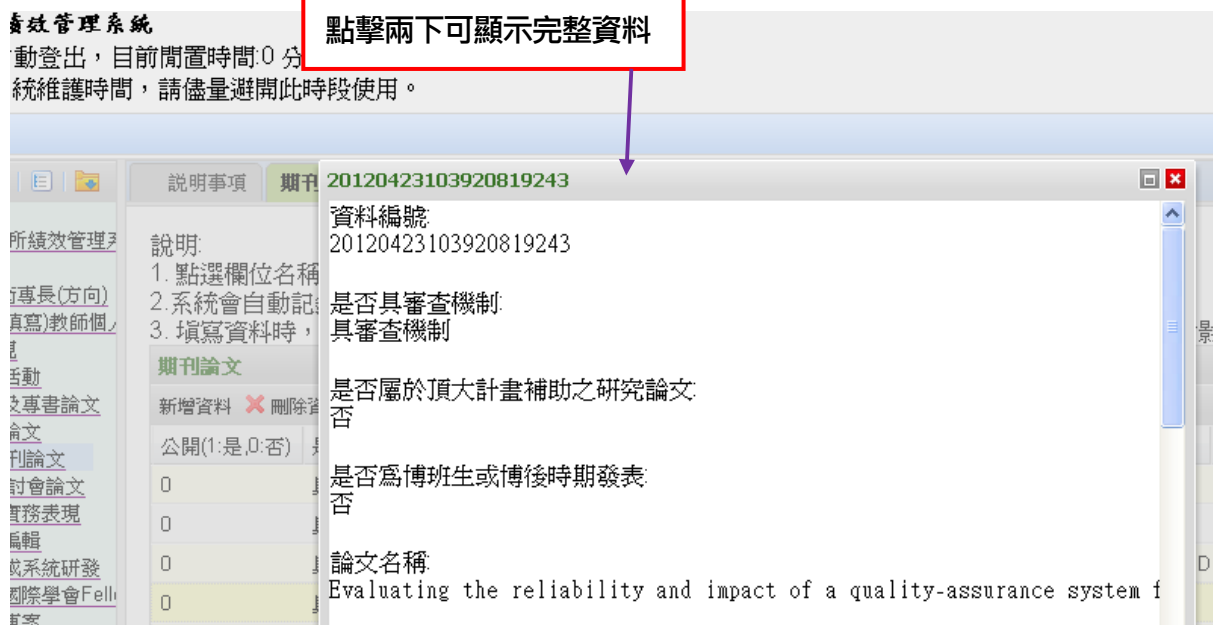 績效管理系統
動登出，目前閒置時間:0 分
統維護時間，請儘量避開此時段使用。
點擊兩下可顯示完整資料
說明事項
期刊
20120423103920819243
資料編號:
20120423103920819243
是否具審查機制:
具審查機制
是否屬於頂大計畫補助之研究論文:
否
是否為博班生或博後時期發表:
否
論文名稱:
Evaluating the reliability and impact of a quality-assurance system f
所績效管理系
專長(方向)
填寫)教師個人
活動
及專書論文
論文
刊論文
討會論文
實務表現
編輯
或系統研發
國際學會Fello
專案
說明:
1. 點選欄位名稱
2.系統會自動記
3. 填寫資料時，
期刊論文
新增資料
刪除資
公開(1:是,0:否)
0
0
0
0
D